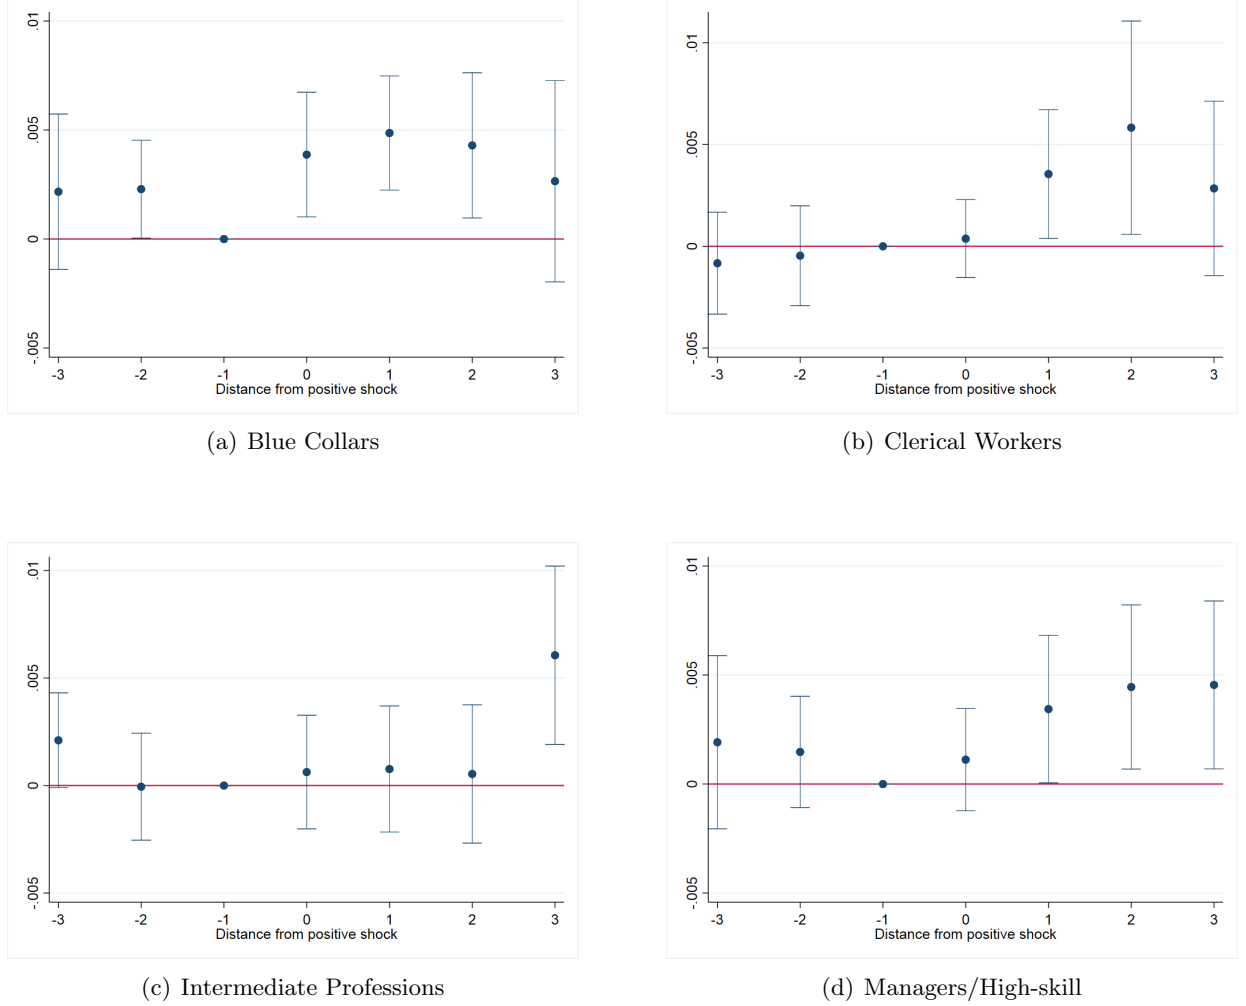 .01
.005
0
-.005
-3 -2 -1 0 1 2 3
Distance from positive shock
(a) Blue Collars
.01
.005
0
-.005
-3 -2 -1 0 1 2 3
Distance from positive shock
(b) Clerical Workers
.01
.005
0
-.005
-3 -2 -1 0 1 2 3
Distance from positive shock
(c) Intermediate Professions
.01
.005
0
-.005
-3 -2 -1 0 1 2 3
Distance from positive shock
(d) Managers/High-skill